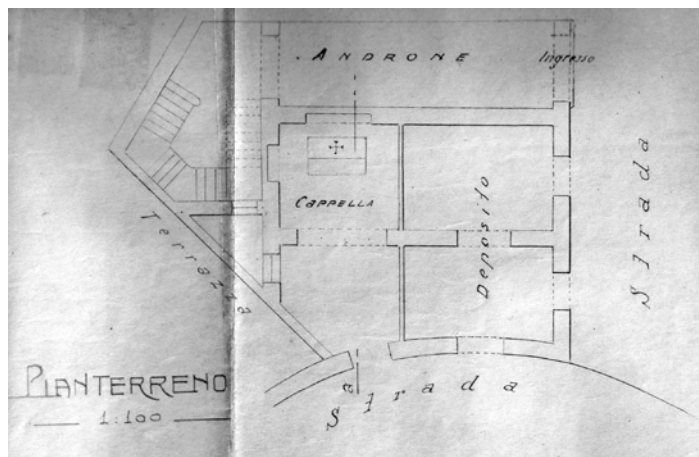 ANDRONE
Ingresso
Strada
CAPPELLA
Deposito
Terrazza
Strada
PIANTERRENO
1:100